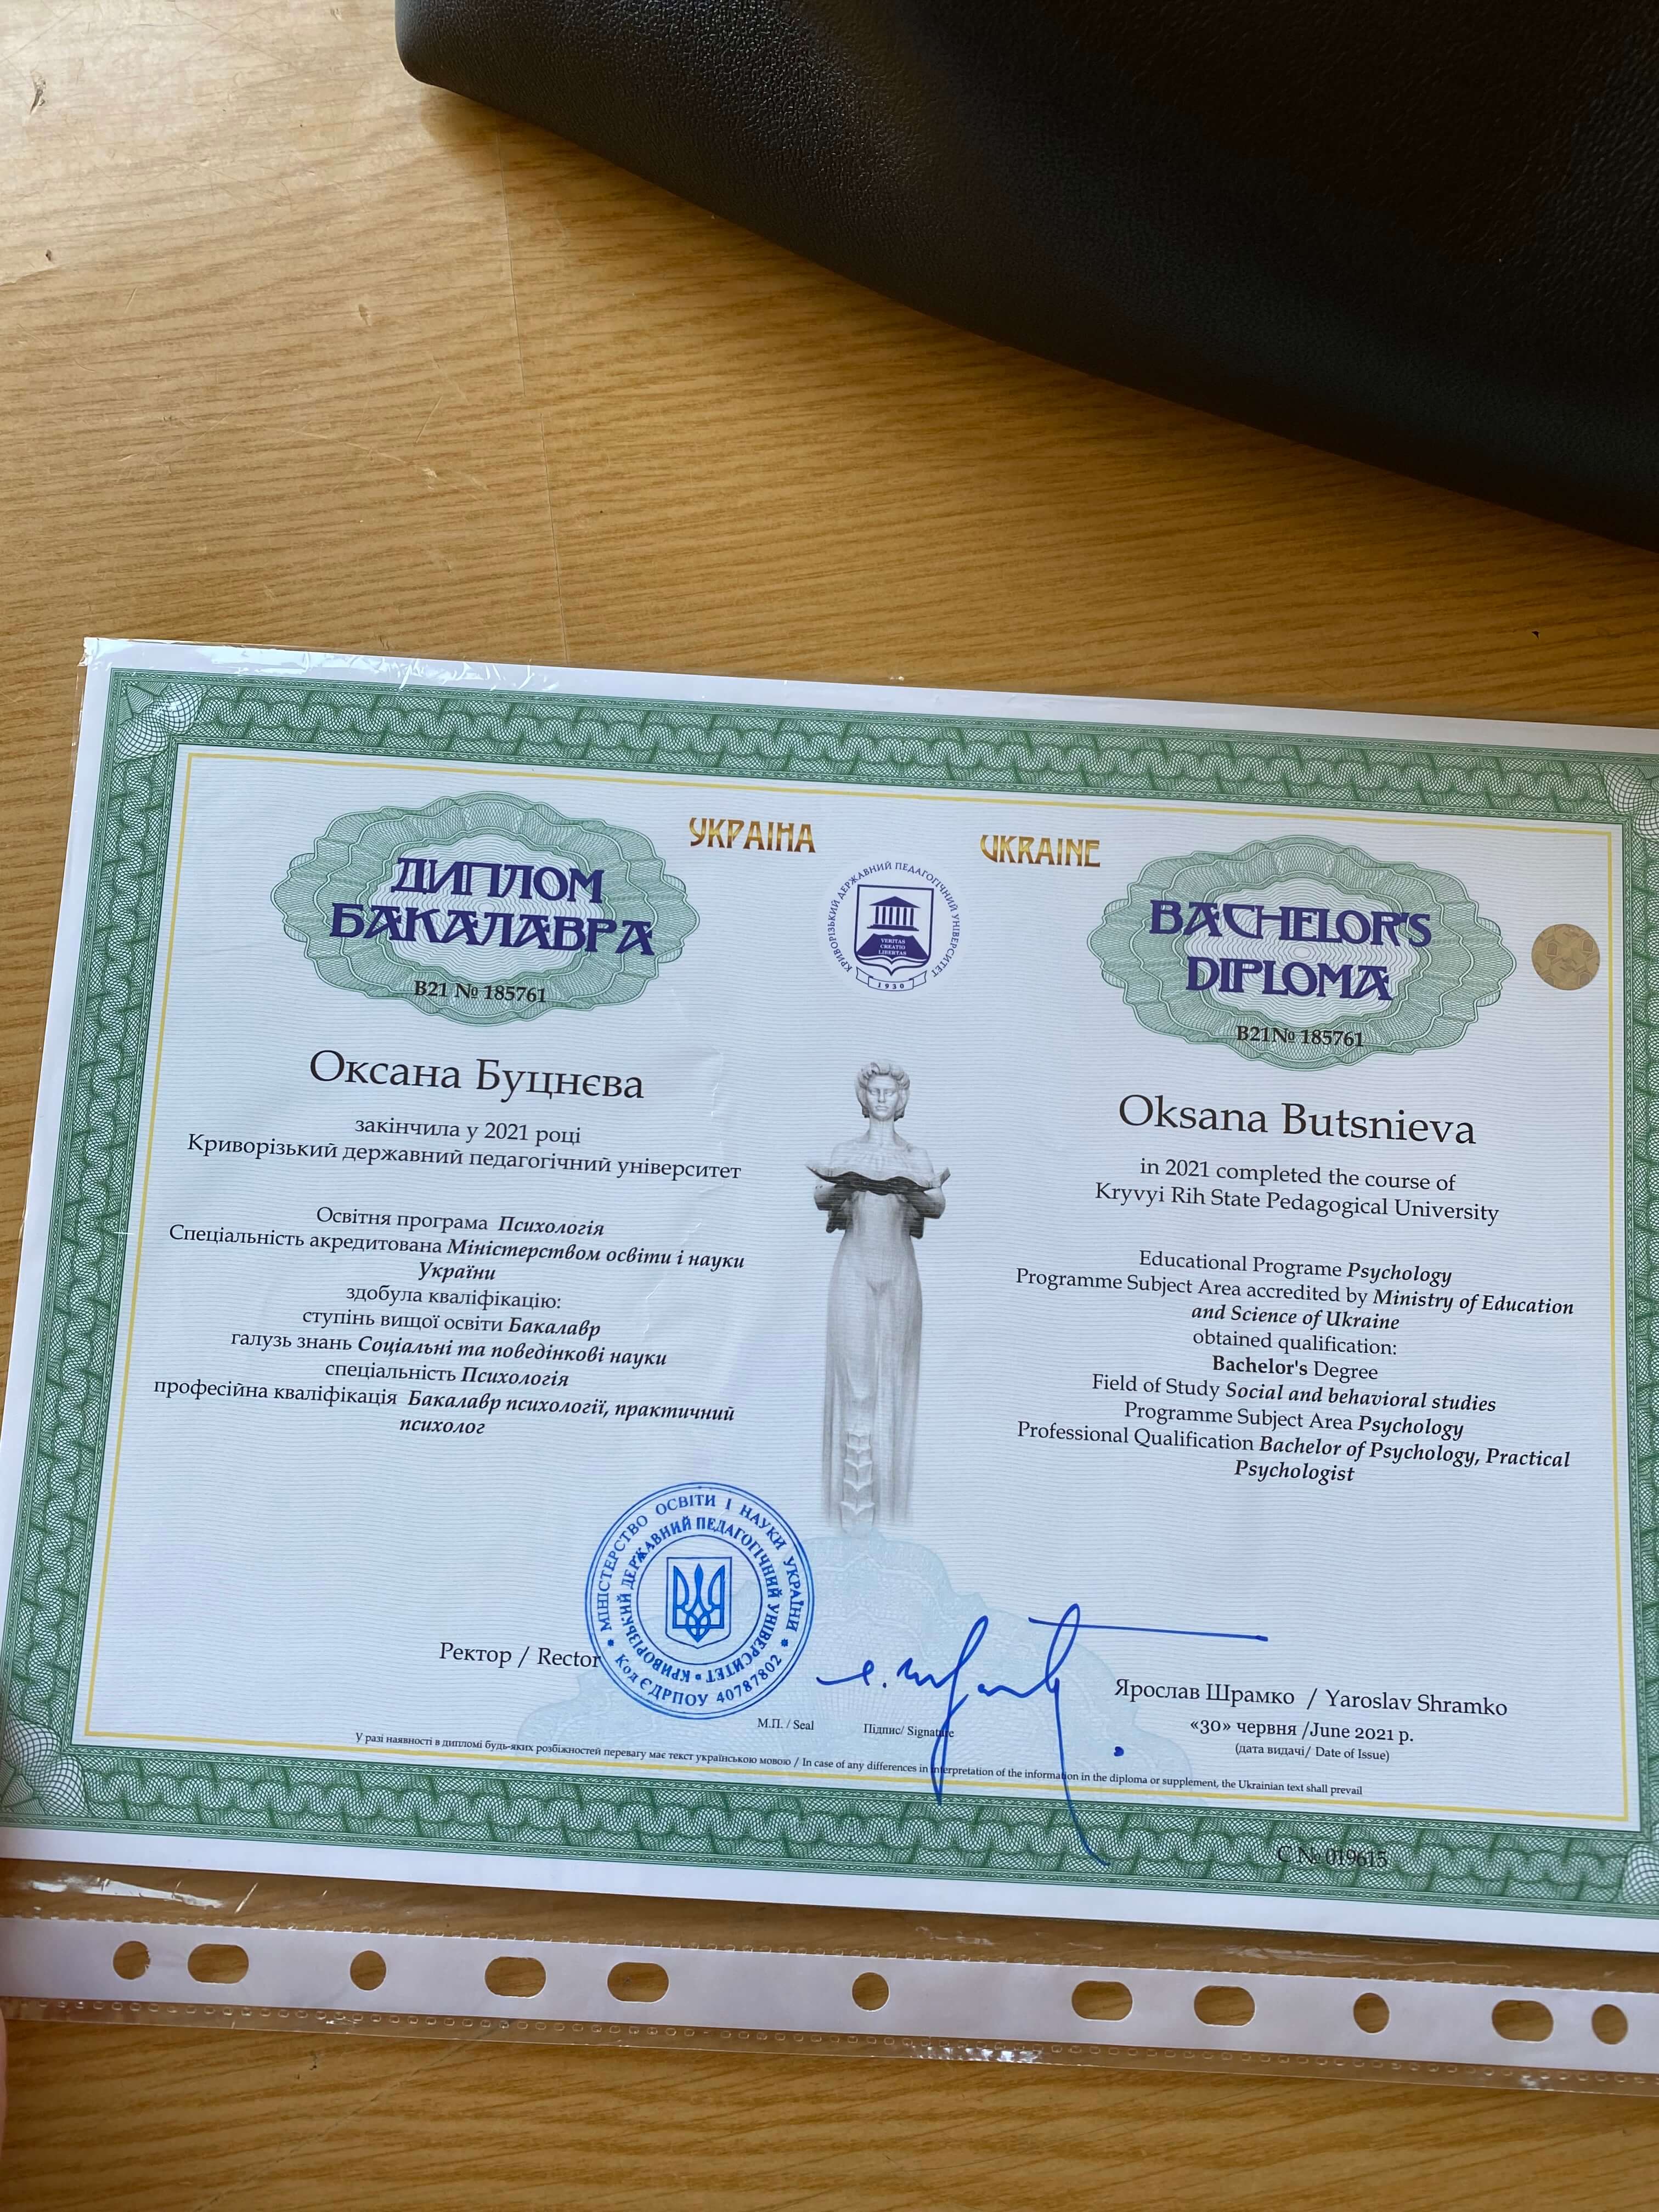 УКРАЇНА
UKRAINE
ДИПЛОМ
БАКАЛАВРА
B21 № 185761
КРИВОРІЗЬКИЙ ДЕРЖАВНИЙ ПЕДАГОГІЧНИЙ УНІВЕРСИТЕТ
VERITAS
CREATIO
LIBERTAS
1930
BACHELOR'S
DIPLOMA
B21№ 185761
Оксана Буцнєва
закінчила у 2021 році
Криворізький державний педагогічний університет
Освітня програма Психологія
Спеціальність акредитована Міністерством освіти і науки
України
здобула кваліфікацію:
ступінь вищої освіти Бакалавр
галузь знань Соціальні та поведінкові науки
спеціальність Психологія
професійна кваліфікація Бакалавр психології, практичний
психолог
Oksana Butsnieva
in 2021 completed the course of
Kryvyi Rih State Pedagogical University
Educational Programe Psychology
Programme Subject Area accredited by Ministry of Education
and Science of Ukraine
obtained qualification:
Bachelor's Degree
Field of Study Social and behavioral studies
Programme Subject Area Psychology
Professional Qualification Bachelor of Psychology, Practical
Psychologist
Ректор / Rector
МІНІСТЕРСТВО ОСВІТИ І НАУКИ УКРАЇНИ
КРИВОРІЗЬКИЙ ДЕРЖАВНИЙ ПЕДАГОГІЧНИЙ УНІВЕРСИТЕТ
Код ЄДРПОУ 40787802
М.П. / Seal
Підпис/ Signature
Ярослав Шрамко / Yaroslav Shramko
«30» червня /June 2021 р.
(дата видачі/ Date of Issue)
У разі наявності в дипломі будь-яких розбіжностей перевагу має текст українською мовою / In case of any differences in interpretation of the information in the diploma or supplement, the Ukrainian text shall prevail
С № 019615